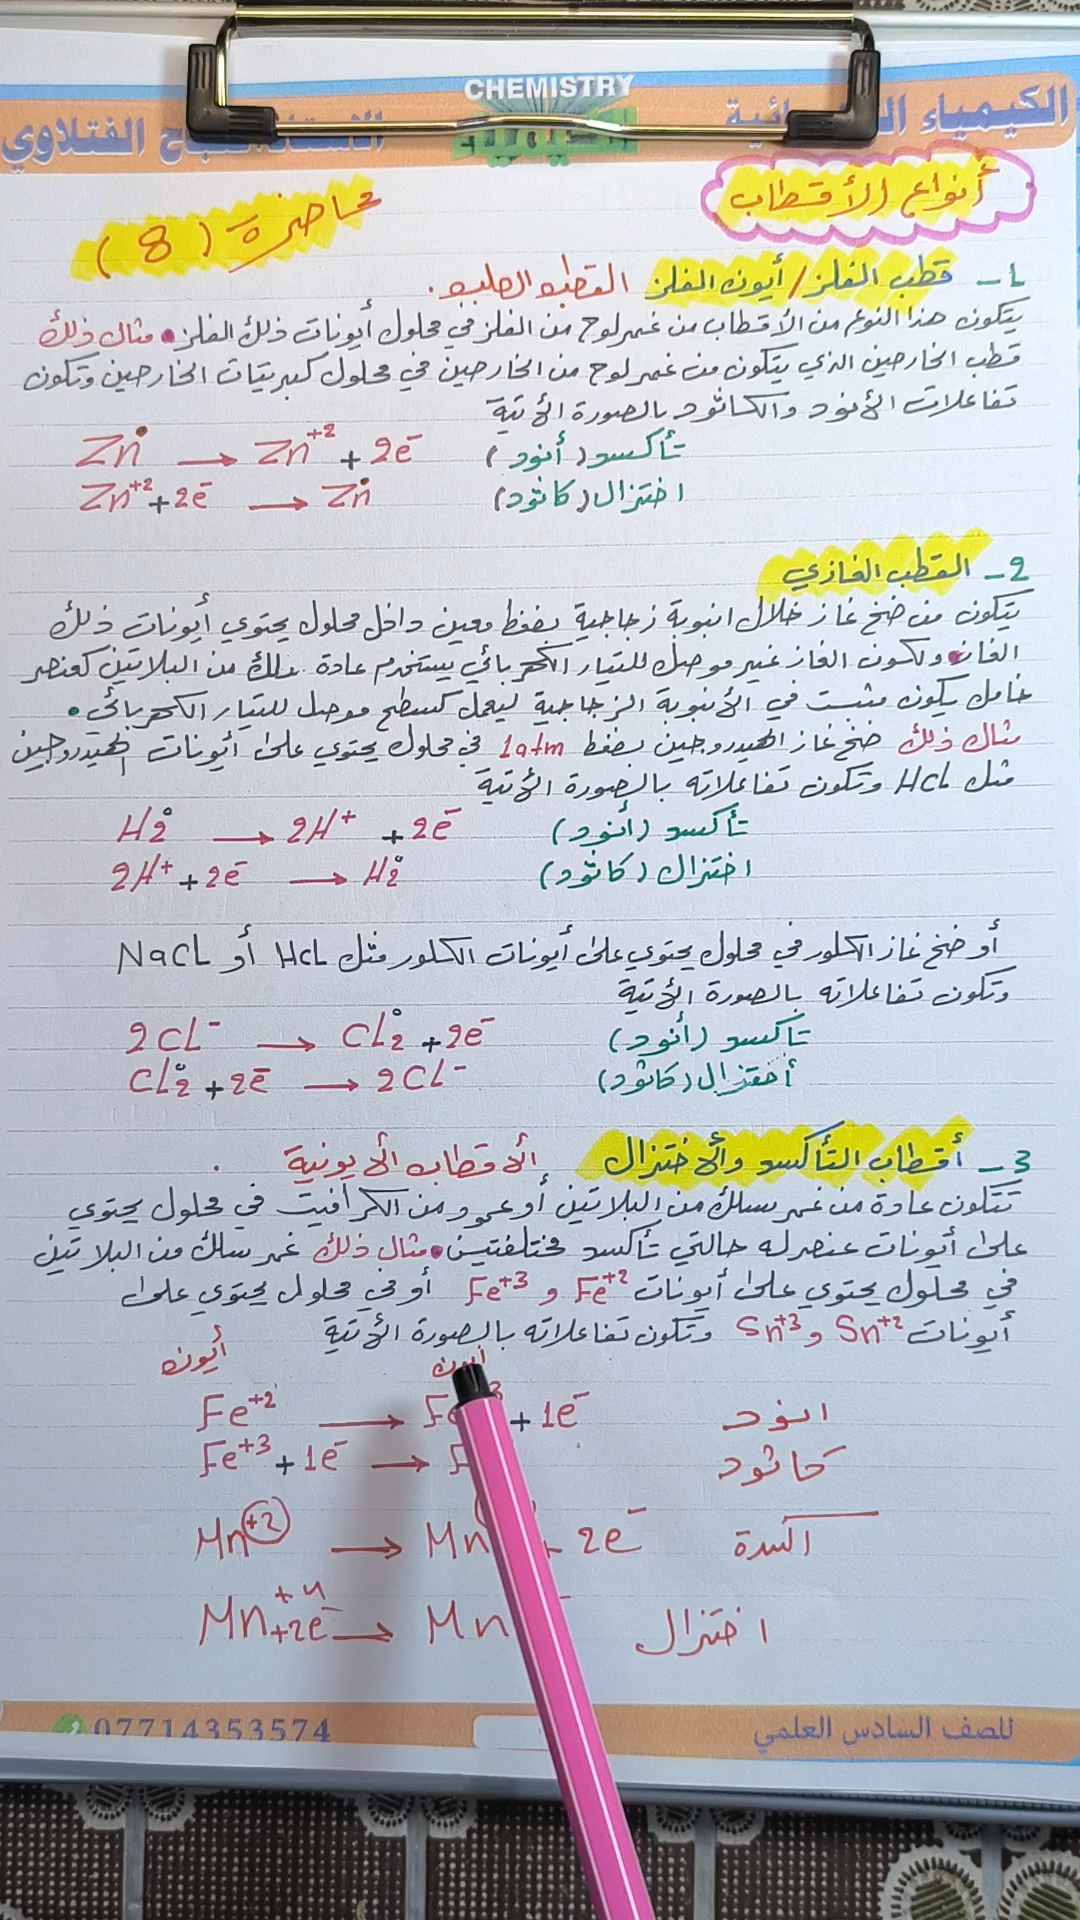 CHEMISTRY
الكيمياء
الفتلاوي
أنواع الأقطاب
محاضرة (8)
1- قطب الفلز/أيون الفلز القطب الصلب.
يتكون هذا النوع من الأقطاب من غمر لوح من الفلز في محلول أيونات ذلك الفلز. مثال ذلك
قطب الخارصين الذي يتكون من غمر لوح من الخارصين في محلول كبريتات الخارصين وتكون
تفاعلات الأنود والكاثود بالصورة الأتية
تأكسد (أنود) Zn° → Zn+2 + 2e-
اختزال (كاثود) Zn+2 + 2e- → Zn°
2- القطب الغازي
يتكون من ضخ غاز خلال انبوبة زجاجية بضغط معين داخل محلول يحتوي أيونات ذلك
الغاز. ولكون الغاز غير موصل للتيار الكهربائي يستخدم عادة سلك من البلاتين كعنصر
خامل يكون مثبت في الأنبوبة الزجاجية ليعمل كسطح موصل للتيار الكهربائي.
مثال ذلك ضخ غاز الهيدروجين بضغط 1atm في محلول يحتوي على أيونات الهيدروجين
مثل HCL وتكون تفاعلاته بالصورة الأتية
تأكسد (أنود) H2° → 2H+ + 2e-
اختزال (كاثود) 2H+ + 2e- → H2°
أو ضخ غاز الكلور في محلول يحتوي على أيونات الكلور مثل HCL أو NaCL
وتكون تفاعلاته بالصورة الأتية
تأكسد (أنود) 2CL- → CL2° + 2e-
أختزال (كاثود) CL2° + 2e- → 2CL-
3- أقطاب التأكسد والأختزال الأقطاب الأيونية.
تتكون عادة من غمر سلك من البلاتين أو عمود من الكرافيت في محلول يحتوي
على أيونات عنصر له حالتي تأكسد مختلفتين. مثال ذلك غمر سلك من البلاتين
في محلول يحتوي على أيونات Fe+2 و Fe+3 أو في محلول يحتوي على
أيونات Sn+2 و Sn+3 وتكون تفاعلاته بالصورة الأتية
أيون أيون
انود Fe+2 → Fe 3 + 1e-
كاثود Fe+3 + 1e- → F
اكسدة Mn+2 → Mn + 2e-
اختزال Mn+4 + 2e- → Mn
للصف السادس العلمي
07714353574